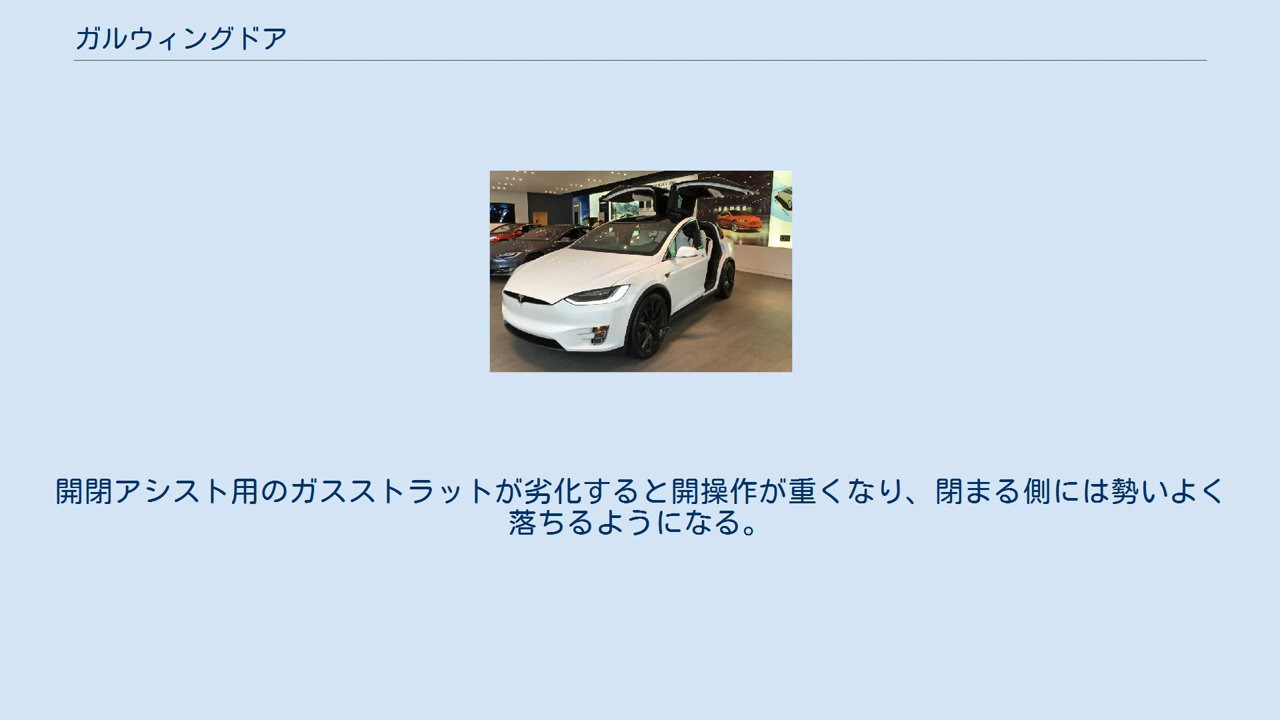 ガルウィングドア
開閉アシスト用のガスストラットが劣化すると開操作が重くなり、閉まる側には勢いよく
落ちるようになる。